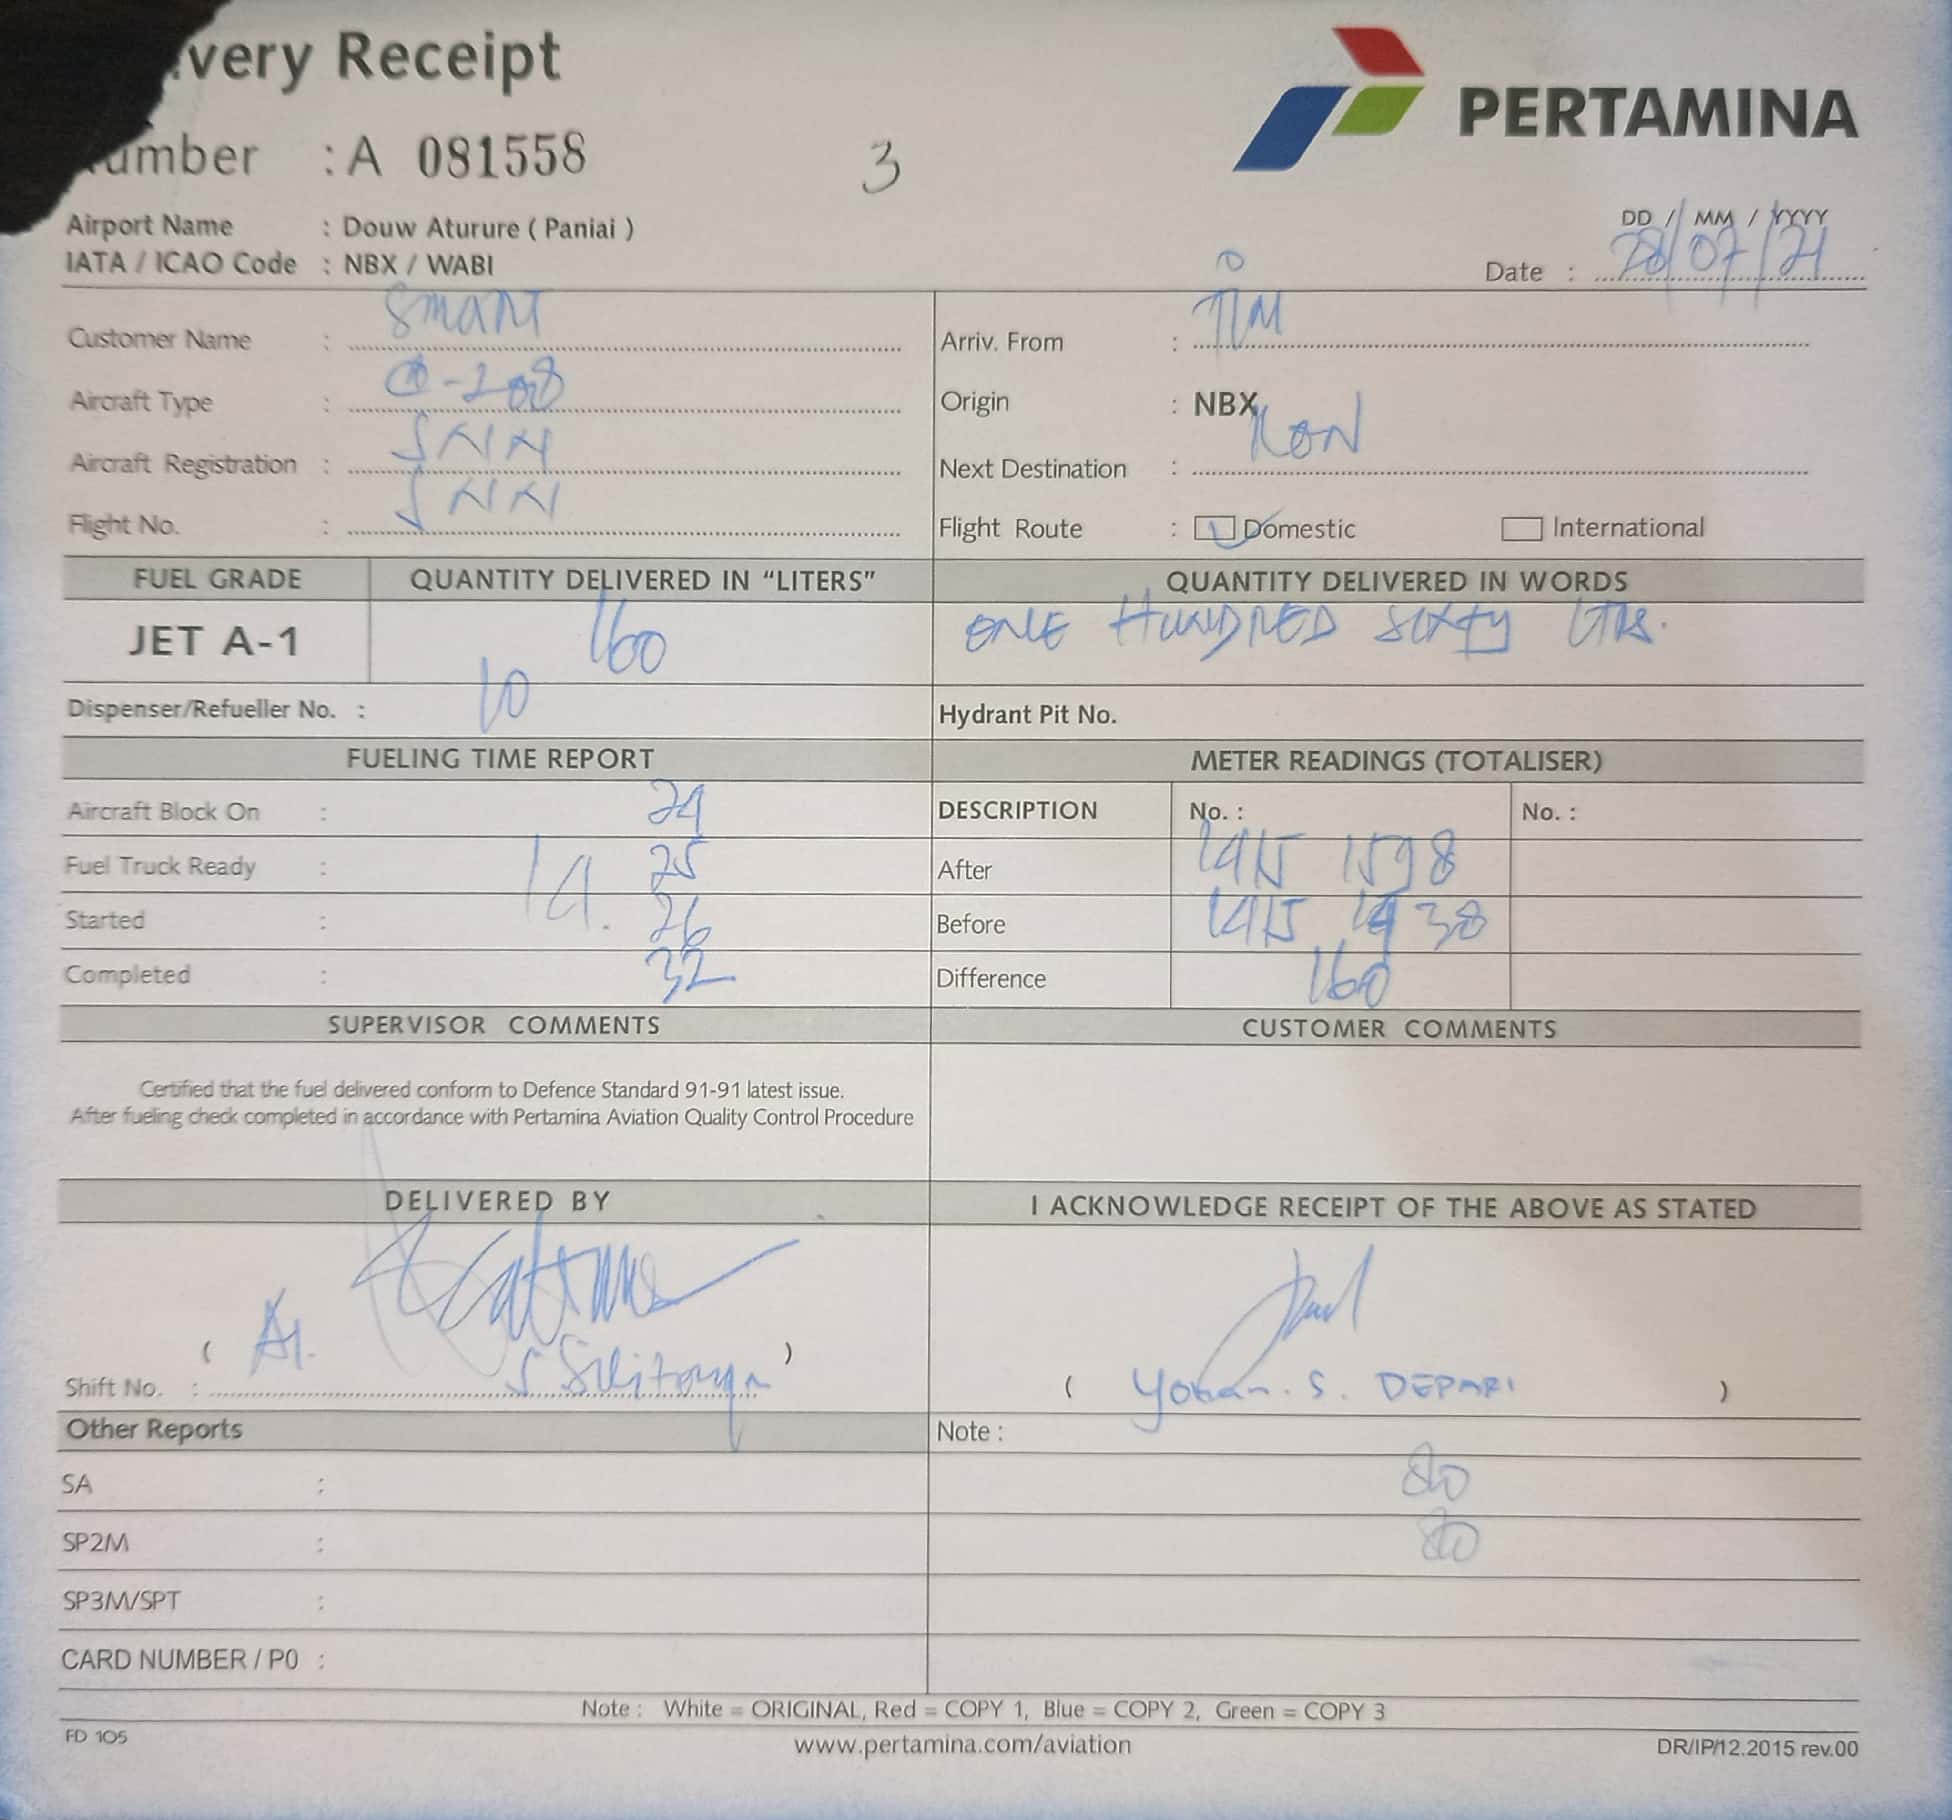 very Receipt
PERTAMINA
umber : A 081558
3
Airport Name : Douw Aturure ( Paniai )
DD / MM / YYYY
IATA / ICAO Code : NBX / WABI
Date : 28/07/21
Customer Name : SMART
Arriv. From : TIM
Aircraft Type : C-208
Origin : NBX
Aircraft Registration : SNN
Next Destination : KON
Flight No. : SNN
Flight Route : Domestic International
FUEL GRADE QUANTITY DELIVERED IN “LITERS” QUANTITY DELIVERED IN WORDS
JET A-1 160 ONE HUNDRED SIXTY LTRS.
Dispenser/Refueller No. : 10
Hydrant Pit No.
FUELING TIME REPORT METER READINGS (TOTALISER)
Aircraft Block On : 24
DESCRIPTION No. : No. :
Fuel Truck Ready : 14. 25
After 1415 1598
Started : 26
Before 1415 1438
Completed : 32
Difference 160
SUPERVISOR COMMENTS CUSTOMER COMMENTS
Certified that the fuel delivered conform to Defence Standard 91-91 latest issue.
After fueling check completed in accordance with Pertamina Aviation Quality Control Procedure
DELIVERED BY I ACKNOWLEDGE RECEIPT OF THE ABOVE AS STATED
( )
Shift No. :
( Yohan. S. DEPARI )
Other Reports Note :
SA :
SP2M :
SP3M/SPT :
CARD NUMBER / P0 :
Note : White = ORIGINAL, Red = COPY 1, Blue = COPY 2, Green = COPY 3
FD 105 www.pertamina.com/aviation DR/IP/12.2015 rev.00